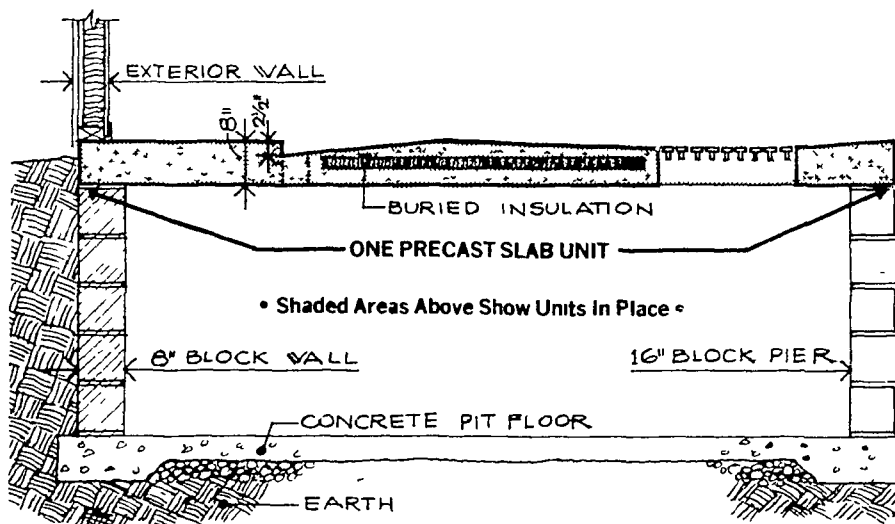 EXTERIOR WALL
8"
2½"
BURIED INSULATION
ONE PRECAST SLAB UNIT
• Shaded Areas Above Show Units In Place •
8" BLOCK WALL
16" BLOCK PIER
CONCRETE PIT FLOOR
EARTH